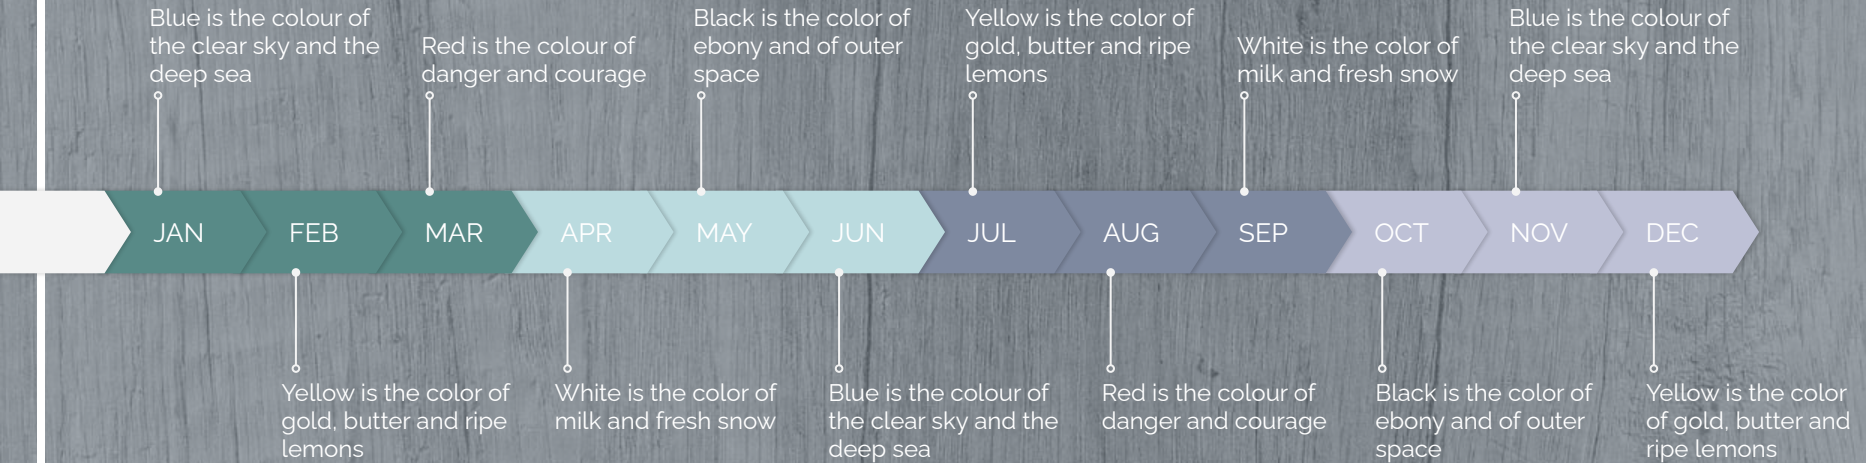 Blue is the colour of
the clear sky and the
deep sea
Red is the colour of
danger and courage
Black is the color of
ebony and of outer
space
Yellow is the color of
gold, butter and ripe
lemons
White is the color of
milk and fresh snow
Blue is the colour of
the clear sky and the
deep sea
JAN FEB MAR APR MAY JUN JUL AUG SEP OCT NOV DEC
Yellow is the color of
gold, butter and ripe
lemons
White is the color of
milk and fresh snow
Blue is the colour of
the clear sky and the
deep sea
Red is the colour of
danger and courage
Black is the color of
ebony and of outer
space
Yellow is the color
of gold, butter and
ripe lemons